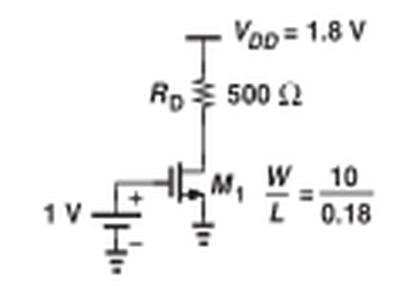 V_DD = 1.8 V
R_D 500 Ω
M_1 W/L = 10/0.18
1 V
+
−